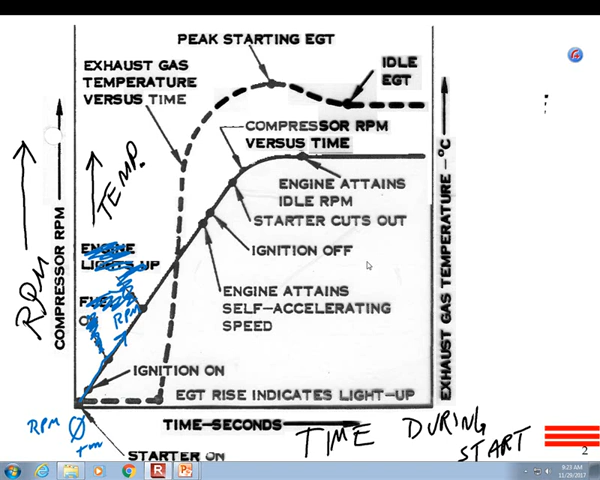 PEAK STARTING EGT
EXHAUST GAS
TEMPERATURE
VERSUS TIME
IDLE
EGT
COMPRESSOR RPM
VERSUS TIME
ENGINE ATTAINS
IDLE RPM
STARTER CUTS OUT
IGNITION OFF
ENGINE
LIGHTS UP
ENGINE ATTAINS
SELF-ACCELERATING
SPEED
RPM
IGNITION ON
EGT RISE INDICATES LIGHT-UP
TIME-SECONDS
STARTER ON
COMPRESSOR RPM
EXHAUST GAS TEMPERATURE - °C
RPM
TEMP.
RPM
TIME DURING
START
2
9:23 AM
11/29/2017